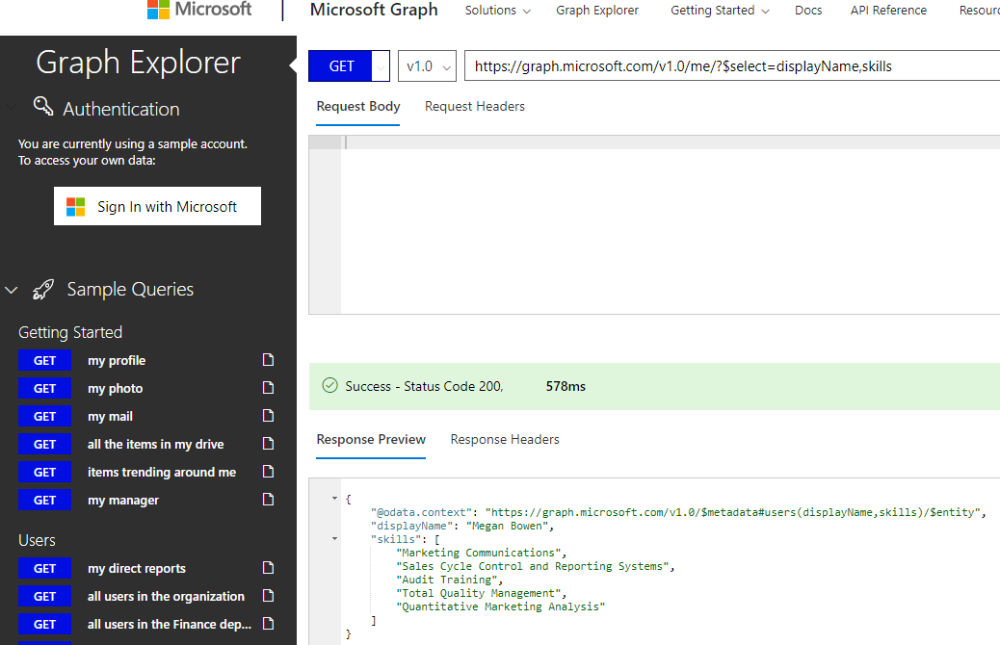 Microsoft
Microsoft Graph
Solutions
Graph Explorer
Getting Started
Docs
API Reference
Resour
Graph Explorer
Authentication
You are currently using a sample account.
To access your own data:
Sign In with Microsoft
Sample Queries
Getting Started
GET my profile
GET my photo
GET my mail
GET all the items in my drive
GET items trending around me
GET my manager
Users
GET my direct reports
GET all users in the organization
GET all users in the Finance dep...
GET v1.0 https://graph.microsoft.com/v1.0/me/?$select=displayName,skills
Request Body Request Headers
Success - Status Code 200, 578ms
Response Preview Response Headers
{
"@odata.context": "https://graph.microsoft.com/v1.0/$metadata#users(displayName,skills)/$entity",
"displayName": "Megan Bowen",
"skills": [
"Marketing Communications",
"Sales Cycle Control and Reporting Systems",
"Audit Training",
"Total Quality Management",
"Quantitative Marketing Analysis"
]
}